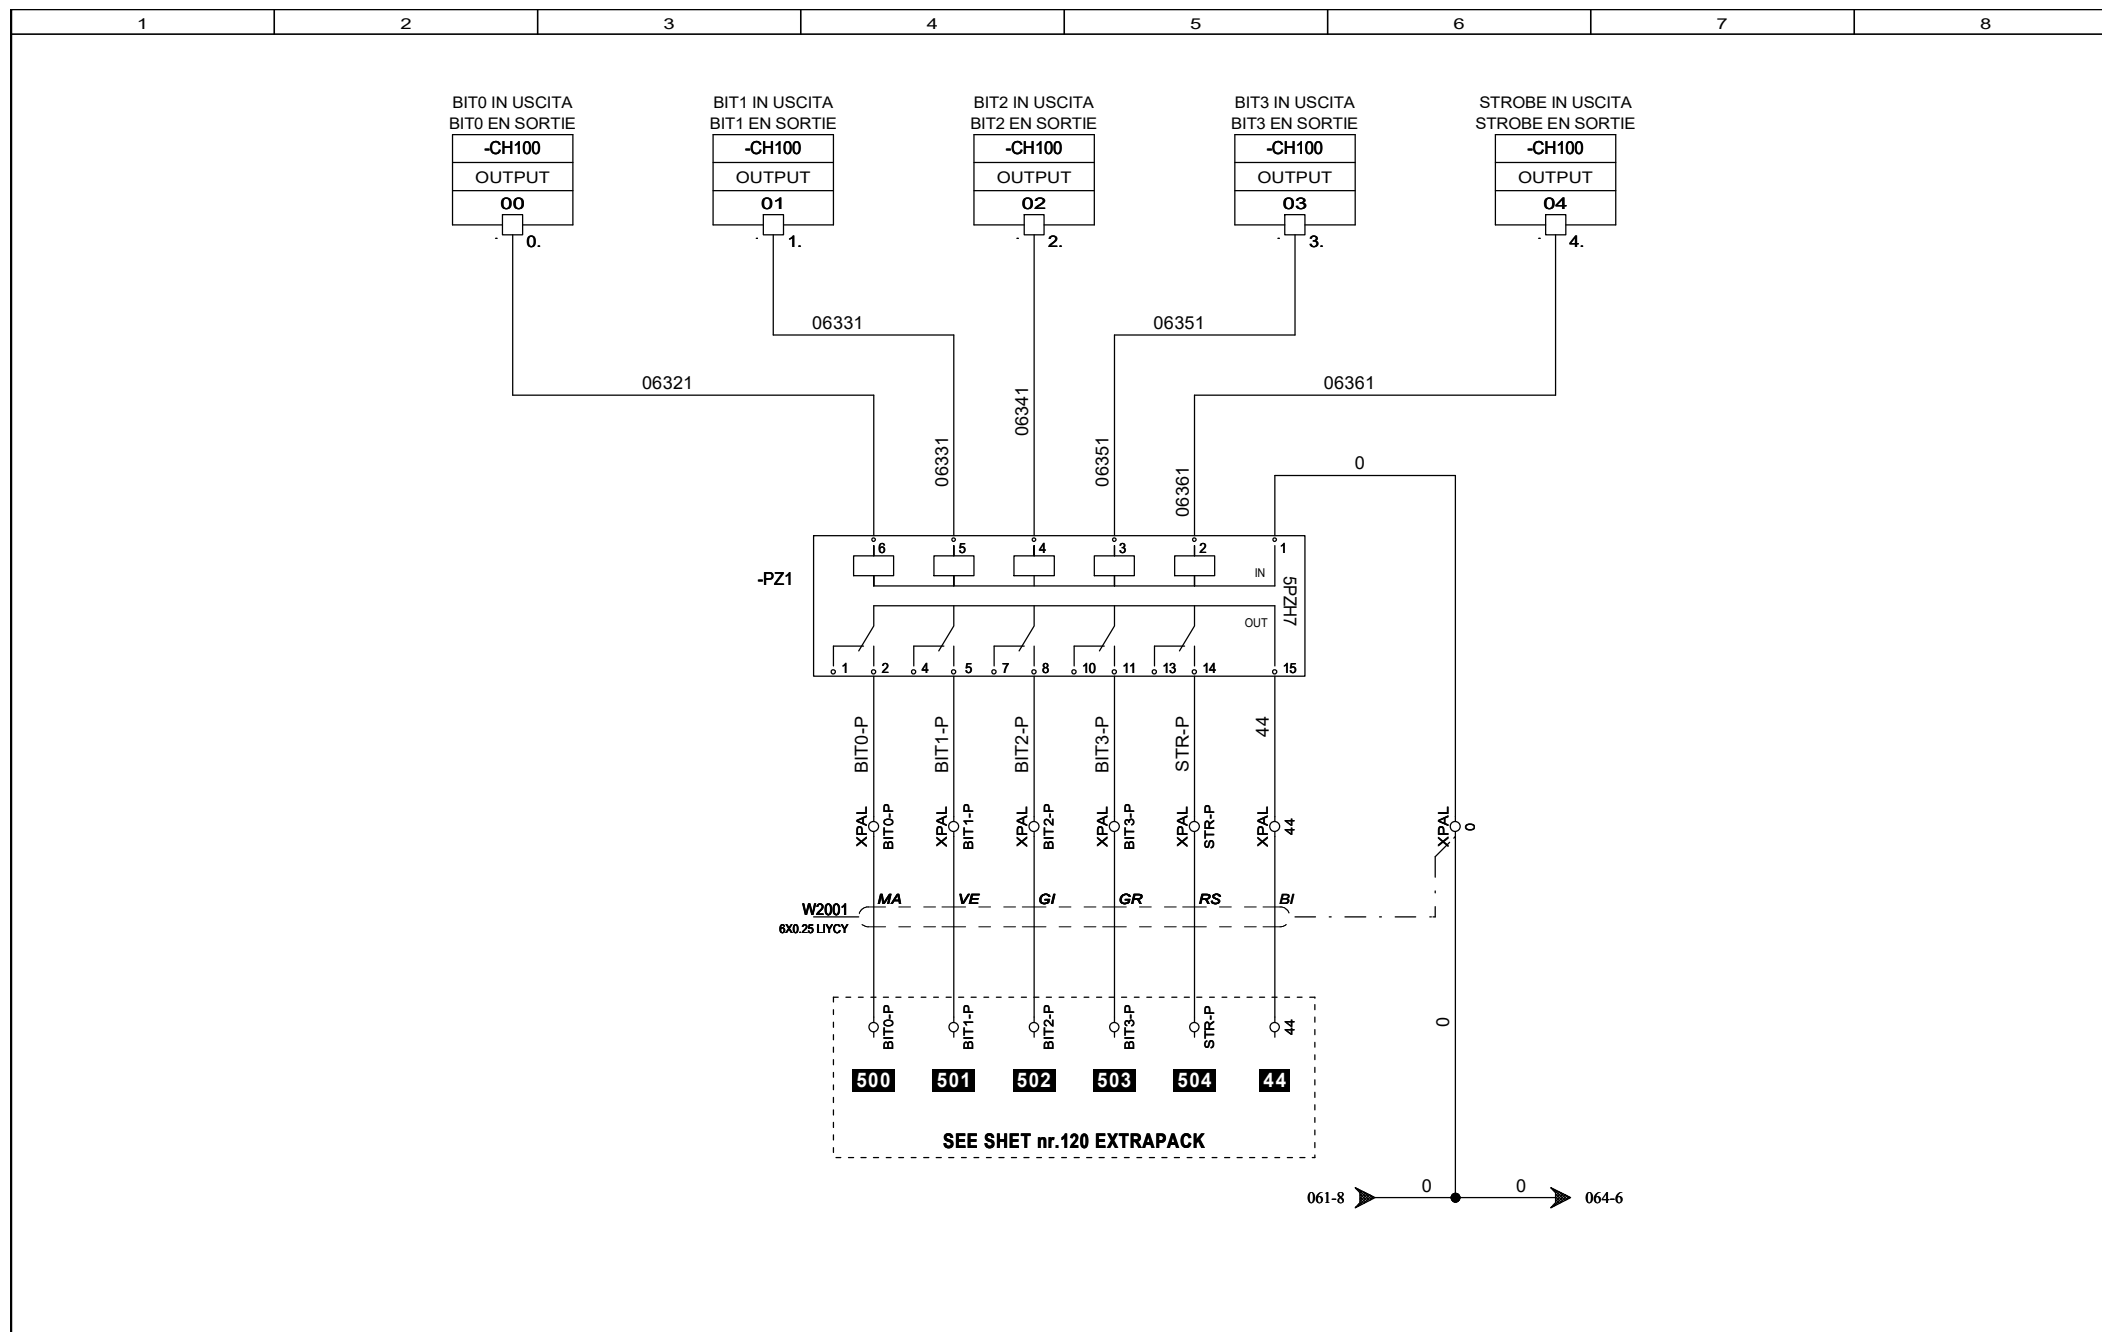 1 2 3 4 5 6 7 8
BIT0 IN USCITA BIT1 IN USCITA BIT2 IN USCITA BIT3 IN USCITA STROBE IN USCITA
BIT0 EN SORTIE BIT1 EN SORTIE BIT2 EN SORTIE BIT3 EN SORTIE STROBE EN SORTIE
-CH100 -CH100 -CH100 -CH100 -CH100
OUTPUT OUTPUT OUTPUT OUTPUT OUTPUT
00 01 02 03 04
0. 1. 2. 3. 4.
06331 06351
06321 06361
06341
06331 06351
06361
0
6 5 4 3 2 1
-PZ1 IN
5PZH7
OUT
1 2 4 5 7 8 10 11 13 14 15
BIT0-P BIT1-P BIT2-P BIT3-P STR-P 44
XPAL BIT0-P XPAL BIT1-P XPAL BIT2-P XPAL BIT3-P XPAL STR-P XPAL 44 XPAL 0
MA VE GI GR RS BI
W2001
6X0.25 LIYCY
BIT0-P BIT1-P BIT2-P BIT3-P STR-P 44 0
500 501 502 503 504 44
SEE SHET nr.120 EXTRAPACK
061-8 0 0 064-6